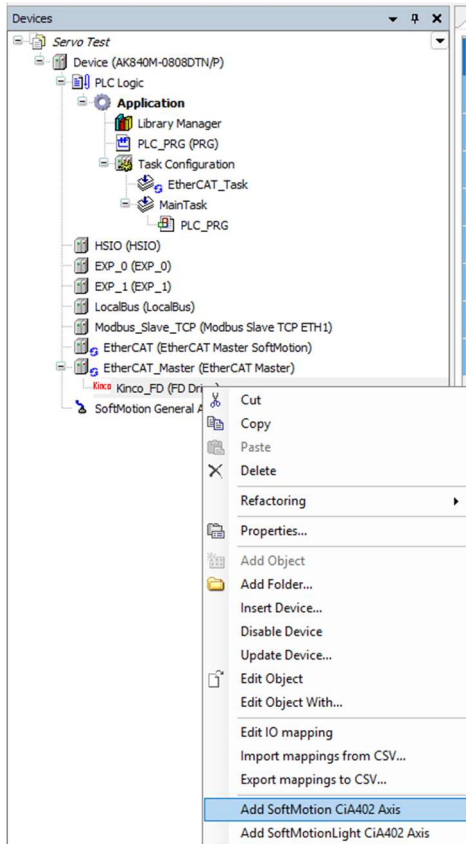 Devices
Servo Test
Device (AK840M-0808DTN/P)
PLC Logic
Application
Library Manager
PLC_PRG (PRG)
Task Configuration
EtherCAT_Task
MainTask
PLC_PRG
HSIO (HSIO)
EXP_0 (EXP_0)
EXP_1 (EXP_1)
LocalBus (LocalBus)
Modbus_Slave_TCP (Modbus Slave TCP ETH1)
EtherCAT (EtherCAT Master SoftMotion)
EtherCAT_Master (EtherCAT Master)
Kinco Kinco_FD (FD Dri
SoftMotion General A
Cut
Copy
Paste
Delete
Refactoring
Properties...
Add Object
Add Folder...
Insert Device...
Disable Device
Update Device...
Edit Object
Edit Object With...
Edit IO mapping
Import mappings from CSV...
Export mappings to CSV...
Add SoftMotion CiA402 Axis
Add SoftMotionLight CiA402 Axis